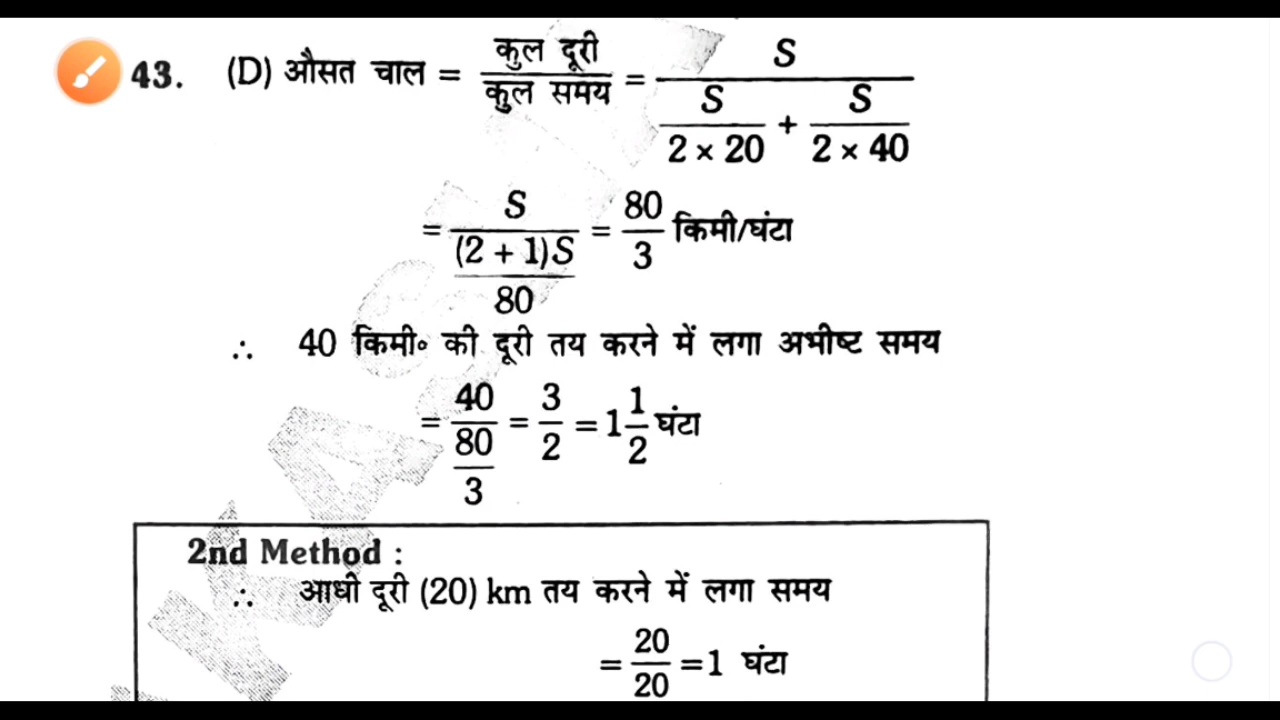 43. (D) औसत चाल = कुल दूरी / कुल समय = S / (S / (2 × 20) + S / (2 × 40))
= S / ((2 + 1)S / 80) = 80 / 3 किमी/घंटा
∴ 40 किमी॰ की दूरी तय करने में लगा अभीष्ट समय
= 40 / (80 / 3) = 3 / 2 = 1 1/2 घंटा
2nd Method :
∴ आधी दूरी (20) km तय करने में लगा समय
= 20 / 20 = 1 घंटा